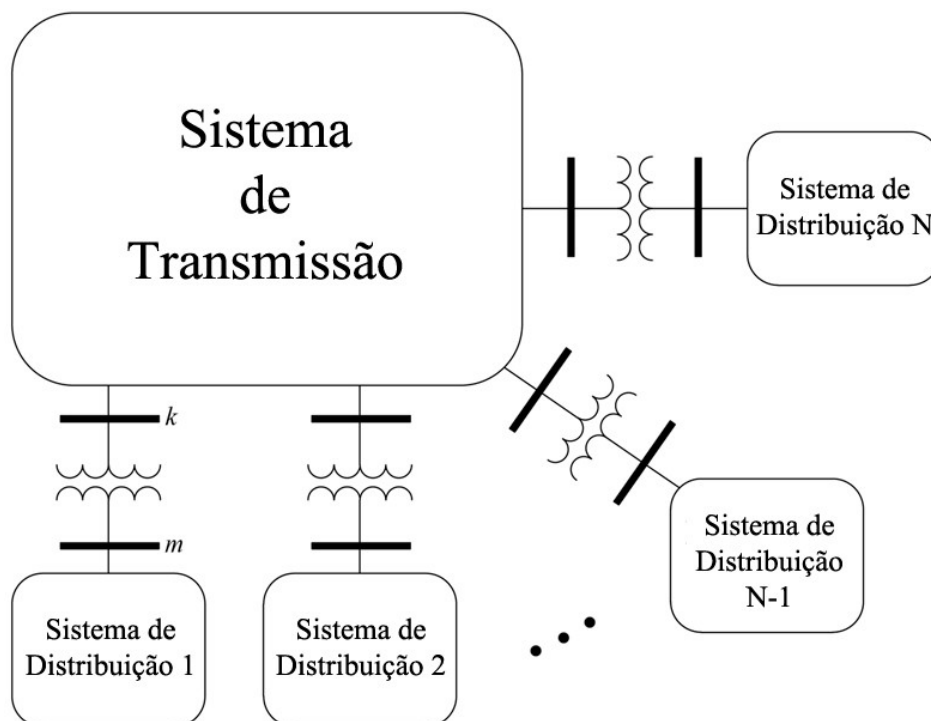 Sistema
de
Transmissão
Sistema de
Distribuição N
k
m
Sistema de
Distribuição 1
Sistema de
Distribuição 2
Sistema de
Distribuição
N-1